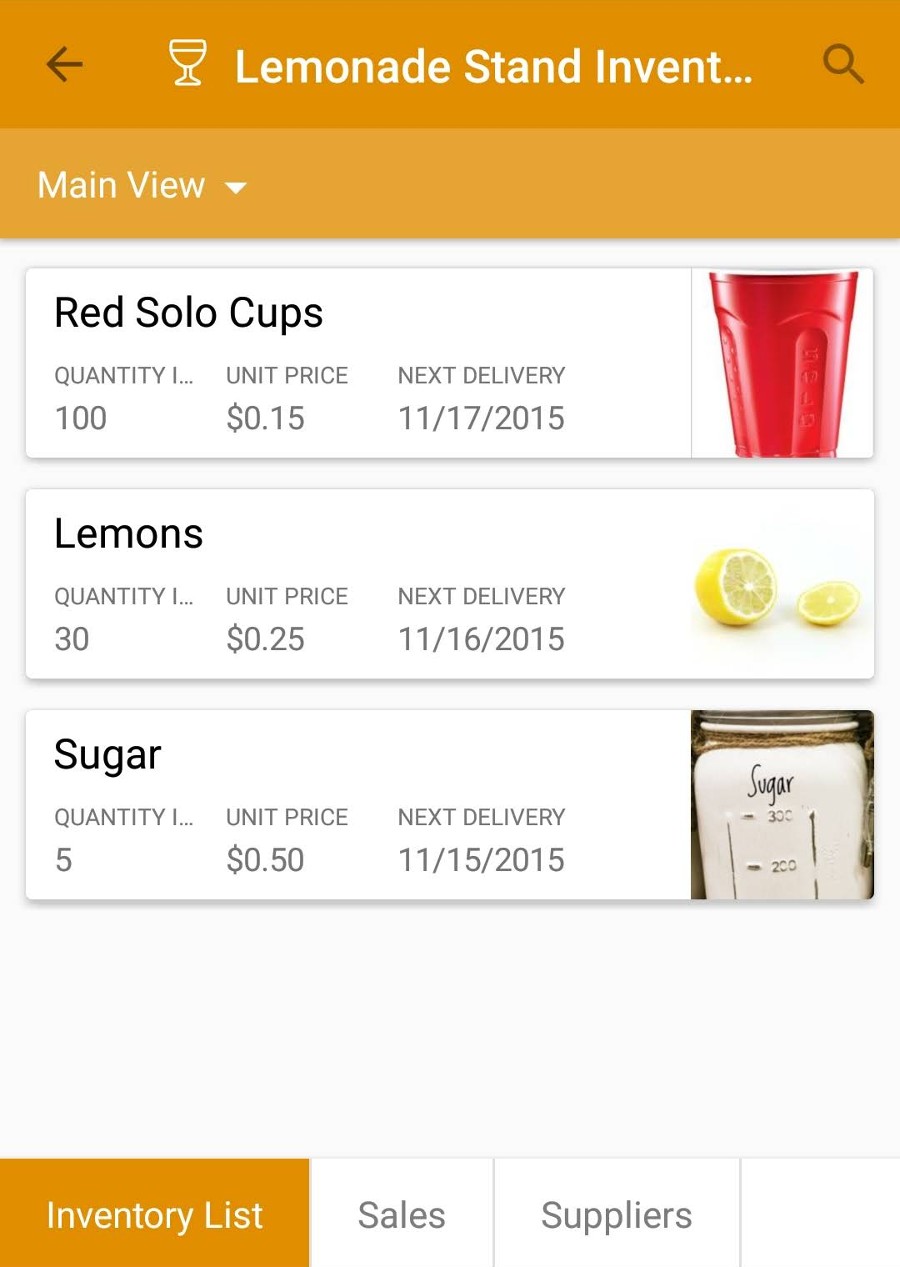 Lemonade Stand Invent...
Main View
Red Solo Cups
QUANTITY I... UNIT PRICE NEXT DELIVERY
100 $0.15 11/17/2015
Lemons
QUANTITY I... UNIT PRICE NEXT DELIVERY
30 $0.25 11/16/2015
Sugar
QUANTITY I... UNIT PRICE NEXT DELIVERY
5 $0.50 11/15/2015
Sugar
300
200
Inventory List Sales Suppliers